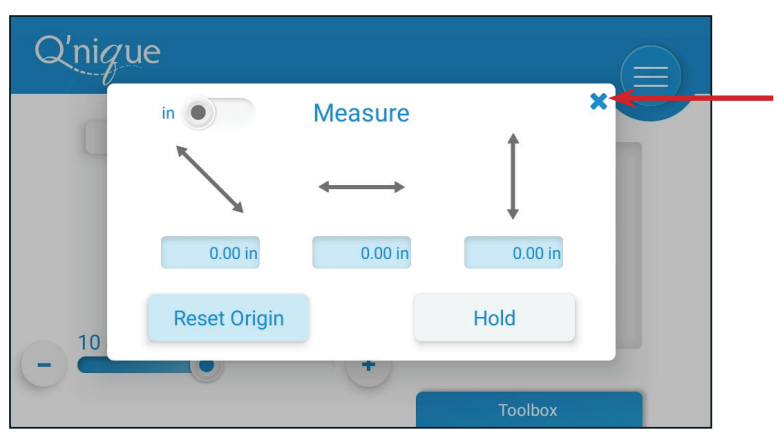 Q'nique
in
Measure
0.00 in
0.00 in
0.00 in
Reset Origin
Hold
10
Toolbox